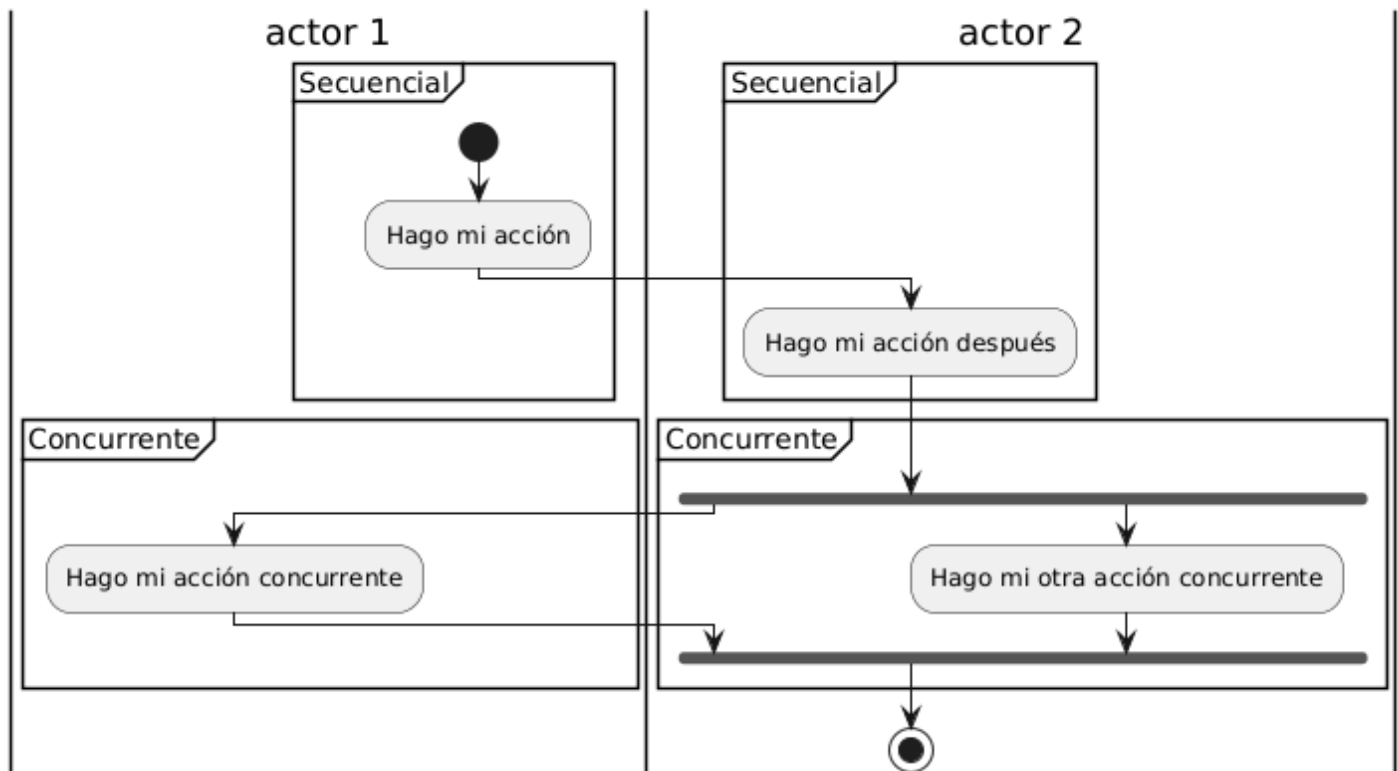 actor 1
actor 2
Secuencial
Secuencial
Hago mi acción
Hago mi acción después
Concurrente
Concurrente
Hago mi acción concurrente
Hago mi otra acción concurrente